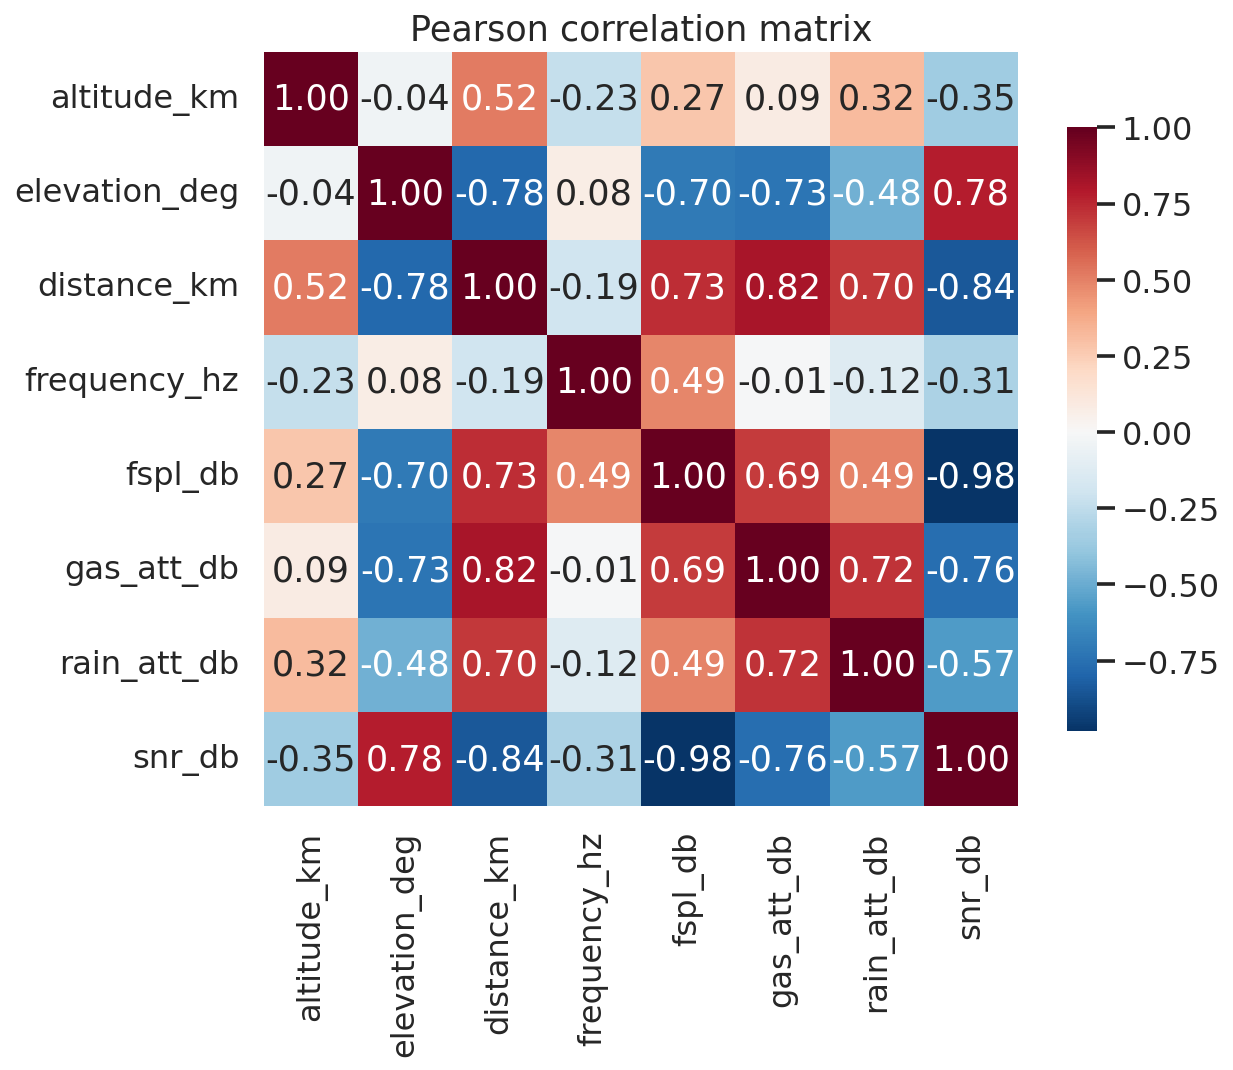 Pearson correlation matrix
altitude_km 1.00 -0.04 0.52 -0.23 0.27 0.09 0.32 -0.35
elevation_deg -0.04 1.00 -0.78 0.08 -0.70 -0.73 -0.48 0.78
distance_km 0.52 -0.78 1.00 -0.19 0.73 0.82 0.70 -0.84
frequency_hz -0.23 0.08 -0.19 1.00 0.49 -0.01 -0.12 -0.31
fspl_db 0.27 -0.70 0.73 0.49 1.00 0.69 0.49 -0.98
gas_att_db 0.09 -0.73 0.82 -0.01 0.69 1.00 0.72 -0.76
rain_att_db 0.32 -0.48 0.70 -0.12 0.49 0.72 1.00 -0.57
snr_db -0.35 0.78 -0.84 -0.31 -0.98 -0.76 -0.57 1.00
altitude_km
elevation_deg
distance_km
frequency_hz
fspl_db
gas_att_db
rain_att_db
snr_db
1.00
0.75
0.50
0.25
0.00
−0.25
−0.50
−0.75